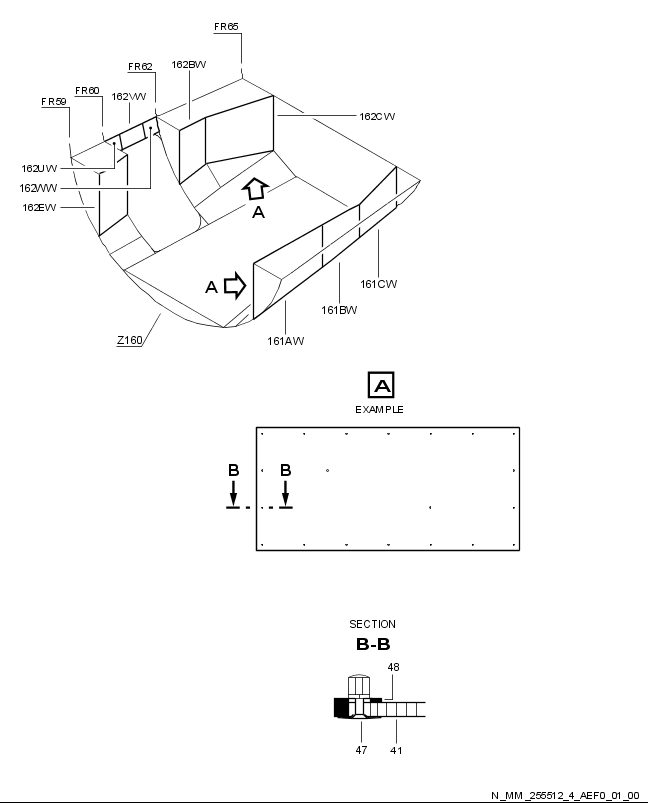 FR65
FR62
162BW
FR60
162VW
FR59
162CW
162UW
162WW
162EW
A
A
161CW
161BW
161AW
Z160
A
EXAMPLE
B
B
SECTION
B-B
48
47
41
N_MM_255512_4_AEF0_01_00